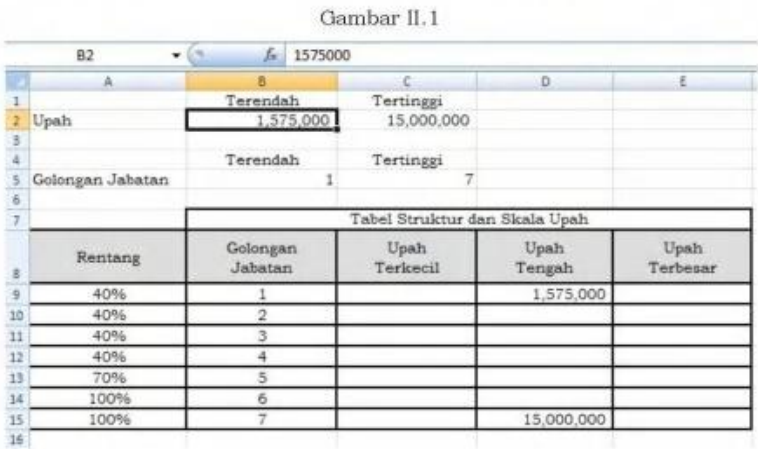 Gambar II.1
B2 fx 1575000
A B C D E
1 Terendah Tertinggi
2 Upah 1,575,000 15,000,000
3
4 Terendah Tertinggi
5 Golongan Jabatan 1 7
6
7 Tabel Struktur dan Skala Upah
8 Rentang Golongan Jabatan Upah Terkecil Upah Tengah Upah Terbesar
9 40% 1 1,575,000
10 40% 2
11 40% 3
12 40% 4
13 70% 5
14 100% 6
15 100% 7 15,000,000
16